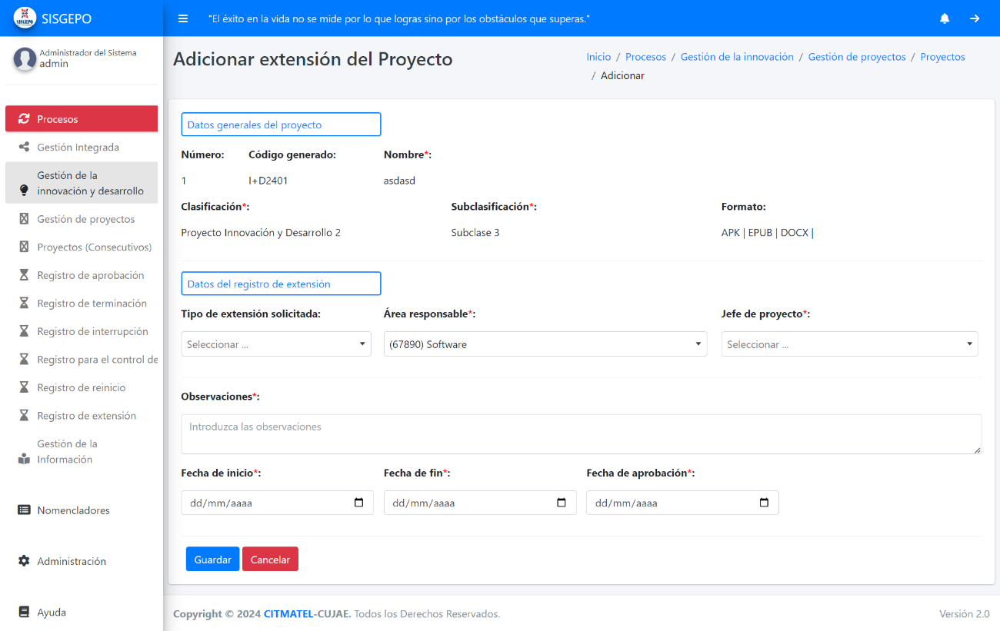 SISGEPO
SISGEPO
"El éxito en la vida no se mide por lo que logras sino por los obstáculos que superas."
Administrador del Sistema
admin
Procesos
Gestión Integrada
Gestión de la
innovación y desarrollo
Gestión de proyectos
Proyectos (Consecutivos)
Registro de aprobación
Registro de terminación
Registro de interrupción
Registro para el control de
Registro de reinicio
Registro de extensión
Gestión de la
Información
Nomencladores
Administración
Ayuda
Adicionar extensión del Proyecto
Inicio / Procesos / Gestión de la innovación / Gestión de proyectos / Proyectos
/ Adicionar
Datos generales del proyecto
Número: Código generado: Nombre*:
1 I+D2401 asdasd
Clasificación*: Subclasificación*: Formato:
Proyecto Innovación y Desarrollo 2 Subclase 3 APK | EPUB | DOCX |
Datos del registro de extensión
Tipo de extensión solicitada: Área responsable*: Jefe de proyecto*:
Seleccionar ... (67890) Software Seleccionar ...
Observaciones*:
Introduzca las observaciones
Fecha de inicio*: Fecha de fin*: Fecha de aprobación*:
dd/mm/aaaa dd/mm/aaaa dd/mm/aaaa
Guardar Cancelar
Copyright © 2024 CITMATEL-CUJAE. Todos los Derechos Reservados. Versión 2.0